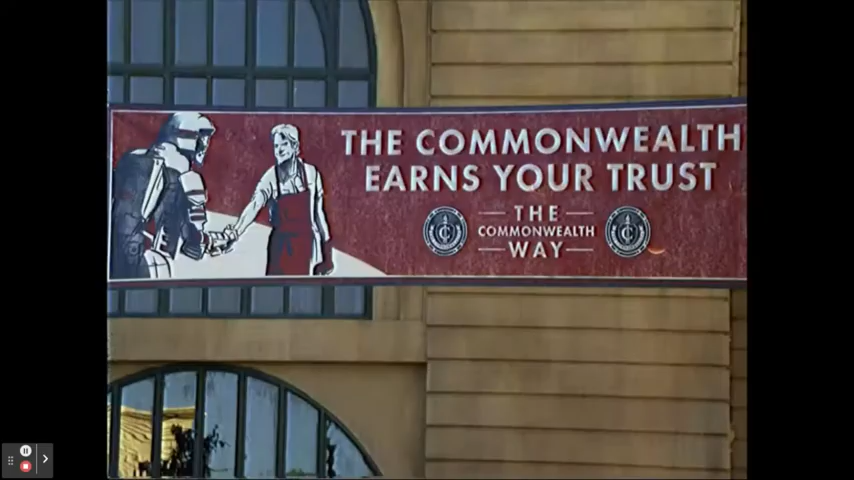 THE COMMONWEALTH
EARNS YOUR TRUST
THE
COMMONWEALTH
WAY